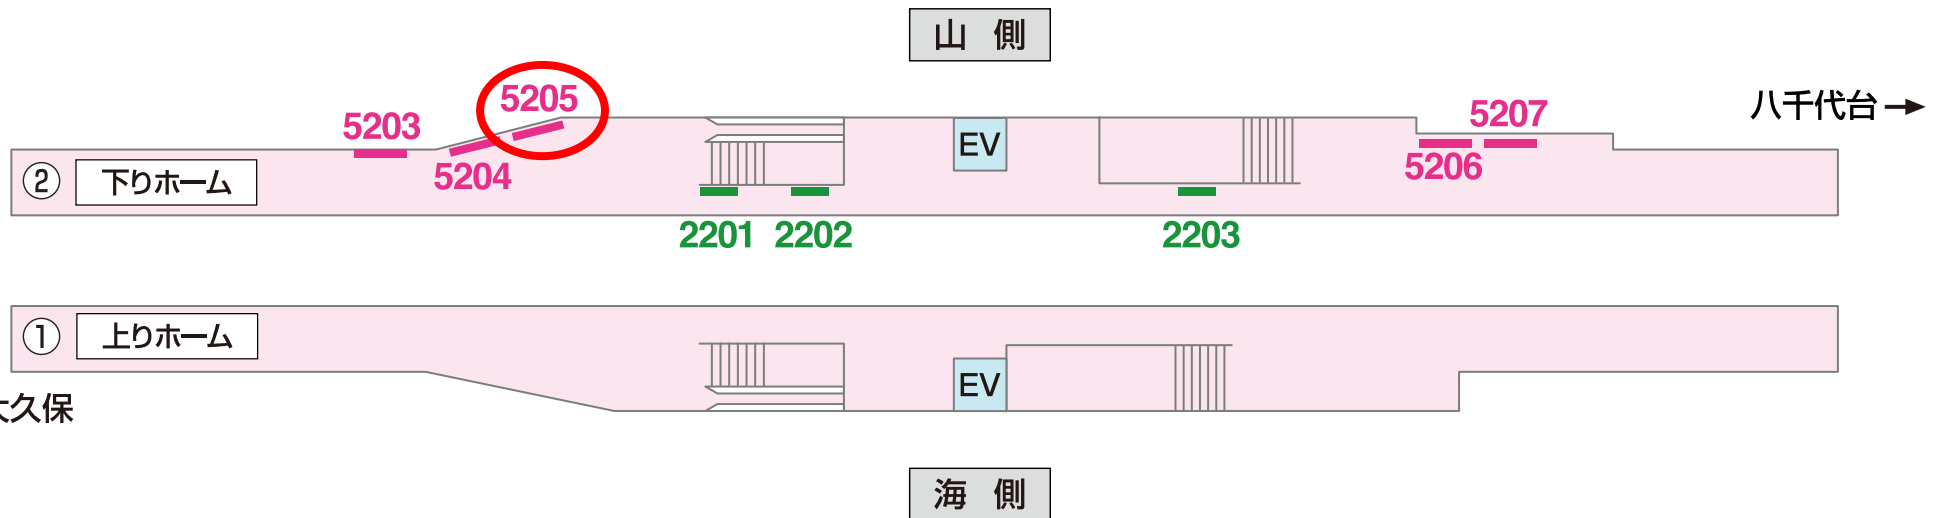 山 側
八千代台
5205
5203
5204
5207
5206
② 下りホーム
EV
2201
2202
2203
① 上りホーム
EV
久保
海 側